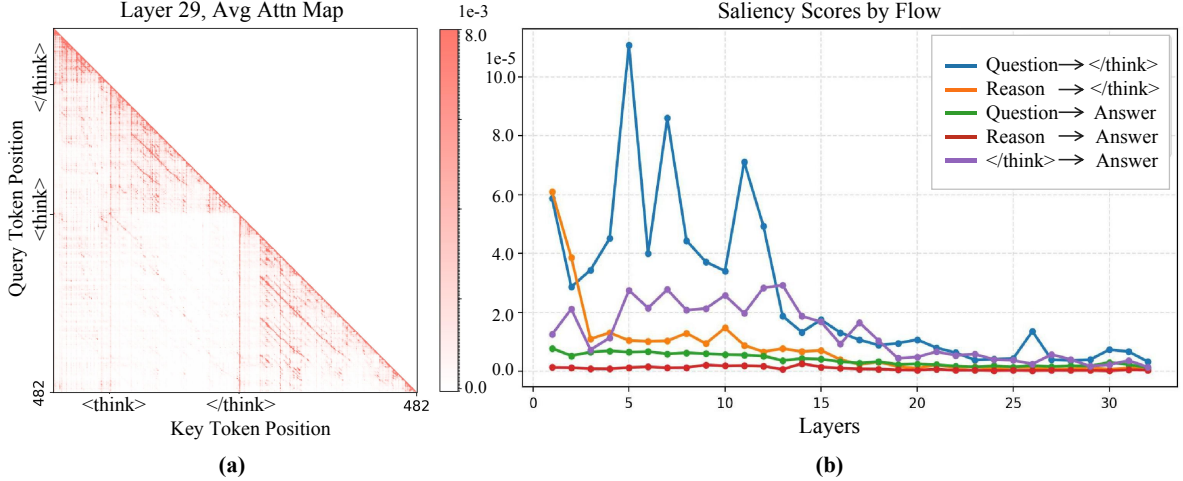 Layer 29, Avg Attn Map
1e-3
8.0
0.0
Query Token Position
</think>
<think>
482
<think>
</think>
482
Key Token Position
(a)
Saliency Scores by Flow
1e-5
10.0
8.0
6.0
4.0
2.0
0.0
Question→ </think>
Reason → </think>
Question→ Answer
Reason → Answer
</think>→ Answer
0
5
10
15
20
25
30
Layers
(b)